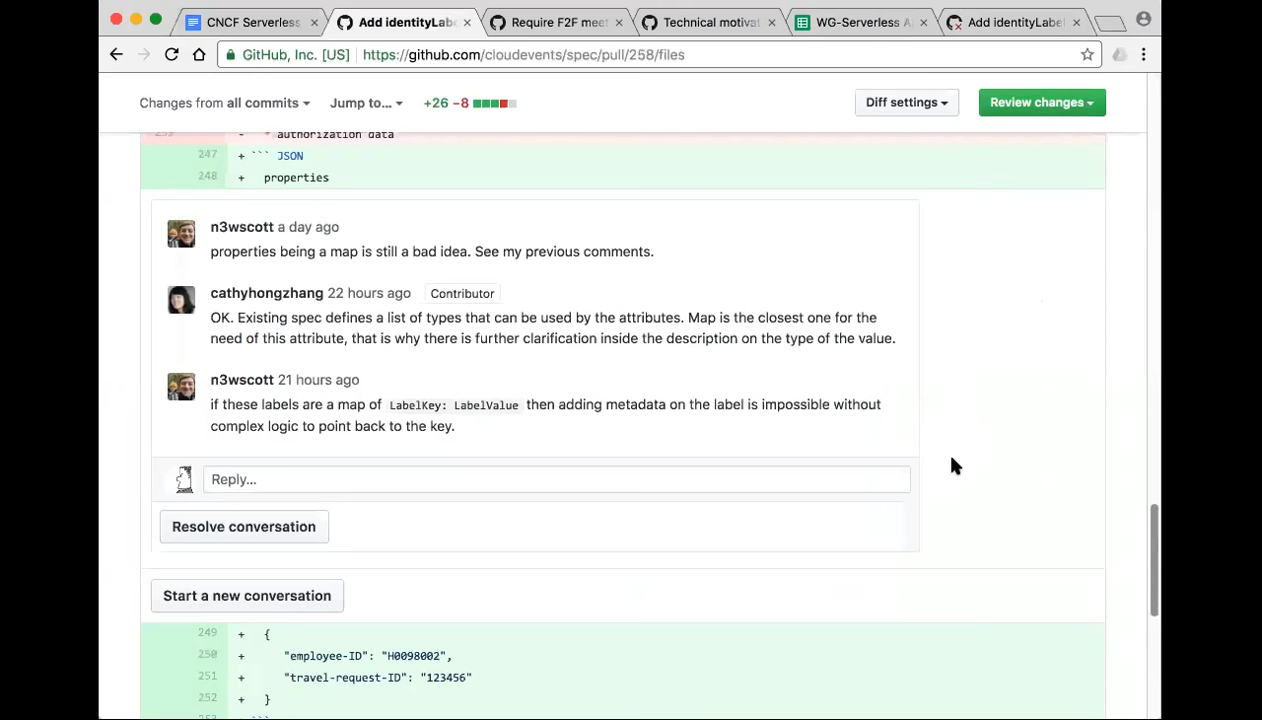 CNCF Serverless
Add identityLabe
Require F2F meet
Technical motivat
WG-Serverless A
Add identityLabel
GitHub, Inc. [US] https://github.com/cloudevents/spec/pull/258/files
Changes from all commits Jump to... +26 −8 Diff settings Review changes
- * authorization data
247 + ``` JSON
248 + properties
n3wscott a day ago
properties being a map is still a bad idea. See my previous comments.
cathyhongzhang 22 hours ago Contributor
OK. Existing spec defines a list of types that can be used by the attributes. Map is the closest one for the
need of this attribute, that is why there is further clarification inside the description on the type of the value.
n3wscott 21 hours ago
if these labels are a map of LabelKey: LabelValue then adding metadata on the label is impossible without
complex logic to point back to the key.
Reply...
Resolve conversation
Start a new conversation
249 + {
250 + "employee-ID": "H0098002",
251 + "travel-request-ID": "123456"
252 + }